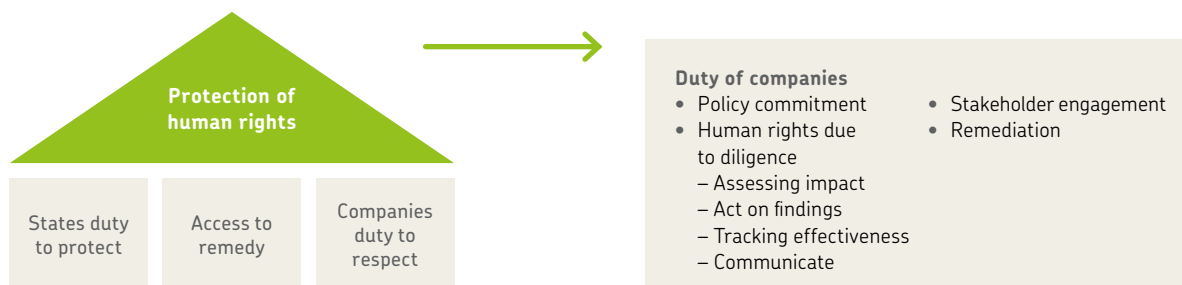 Protection of
human rights
States duty
to protect
Access to
remedy
Companies
duty to
respect
Duty of companies
• Policy commitment
• Human rights due
to diligence
– Assessing impact
– Act on findings
– Tracking effectiveness
– Communicate
• Stakeholder engagement
• Remediation